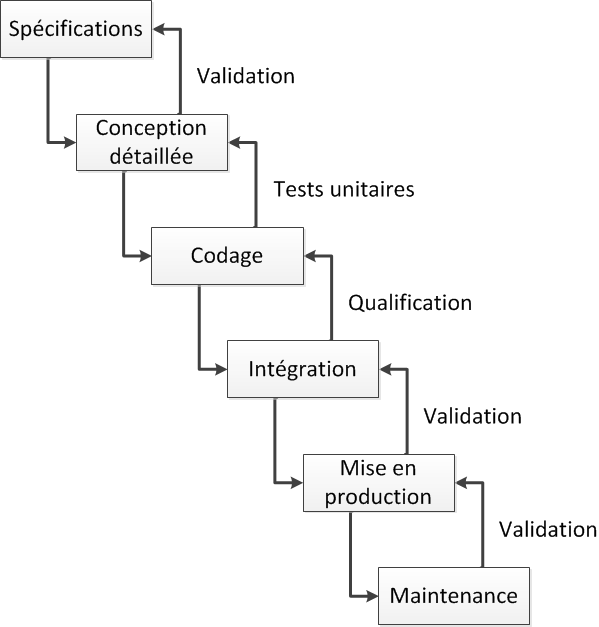 Spécifications
Validation
Conception
détaillée
Tests unitaires
Codage
Qualification
Intégration
Validation
Mise en
production
Validation
Maintenance